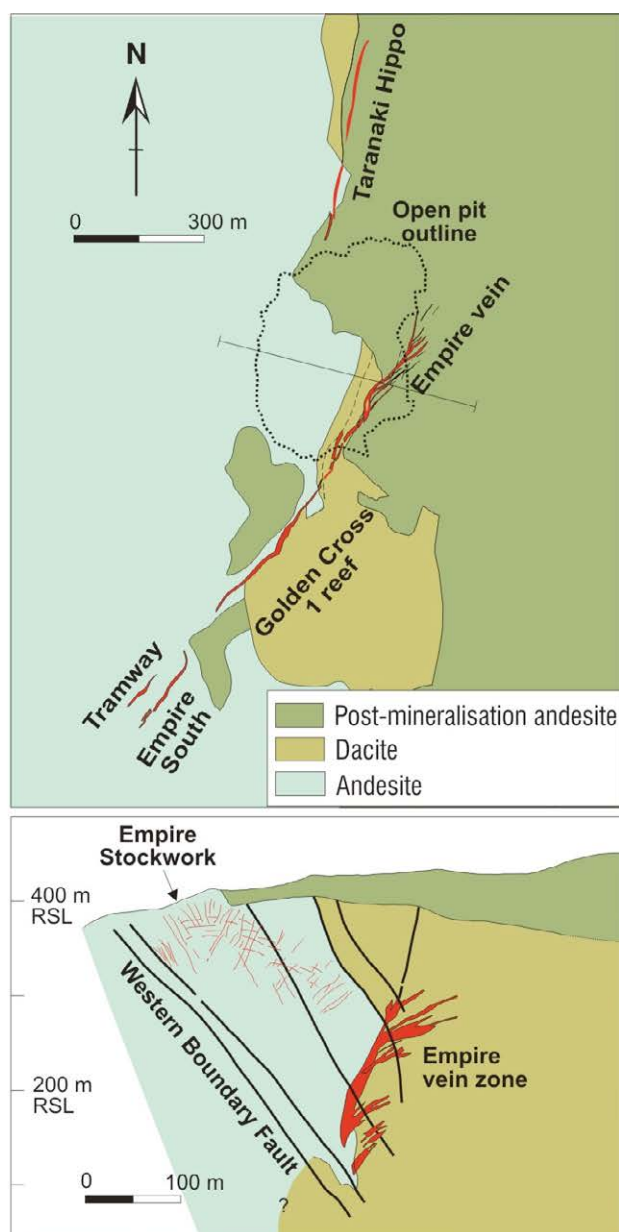 N
0 300 m
Taranaki Hippo
Open pit
outline
Empire vein
Golden Cross
1 reef
Tramway
Empire
South
Post-mineralisation andesite
Dacite
Andesite
Empire
Stockwork
400 m
RSL
Western Boundary Fault
Empire
vein zone
200 m
RSL
0 100 m
?